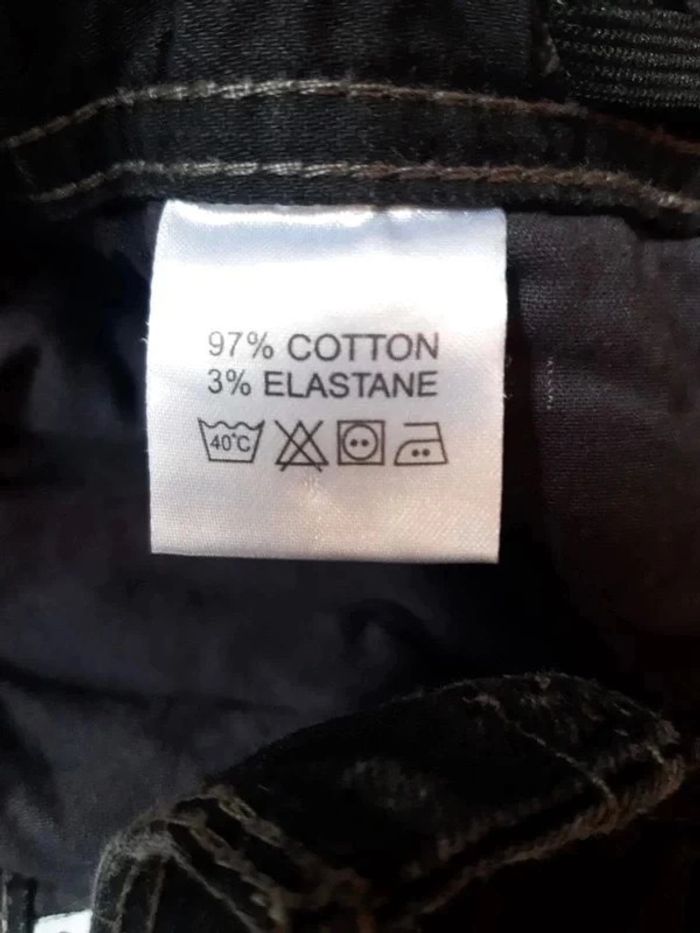 97% COTTON
3% ELASTANE
40°C